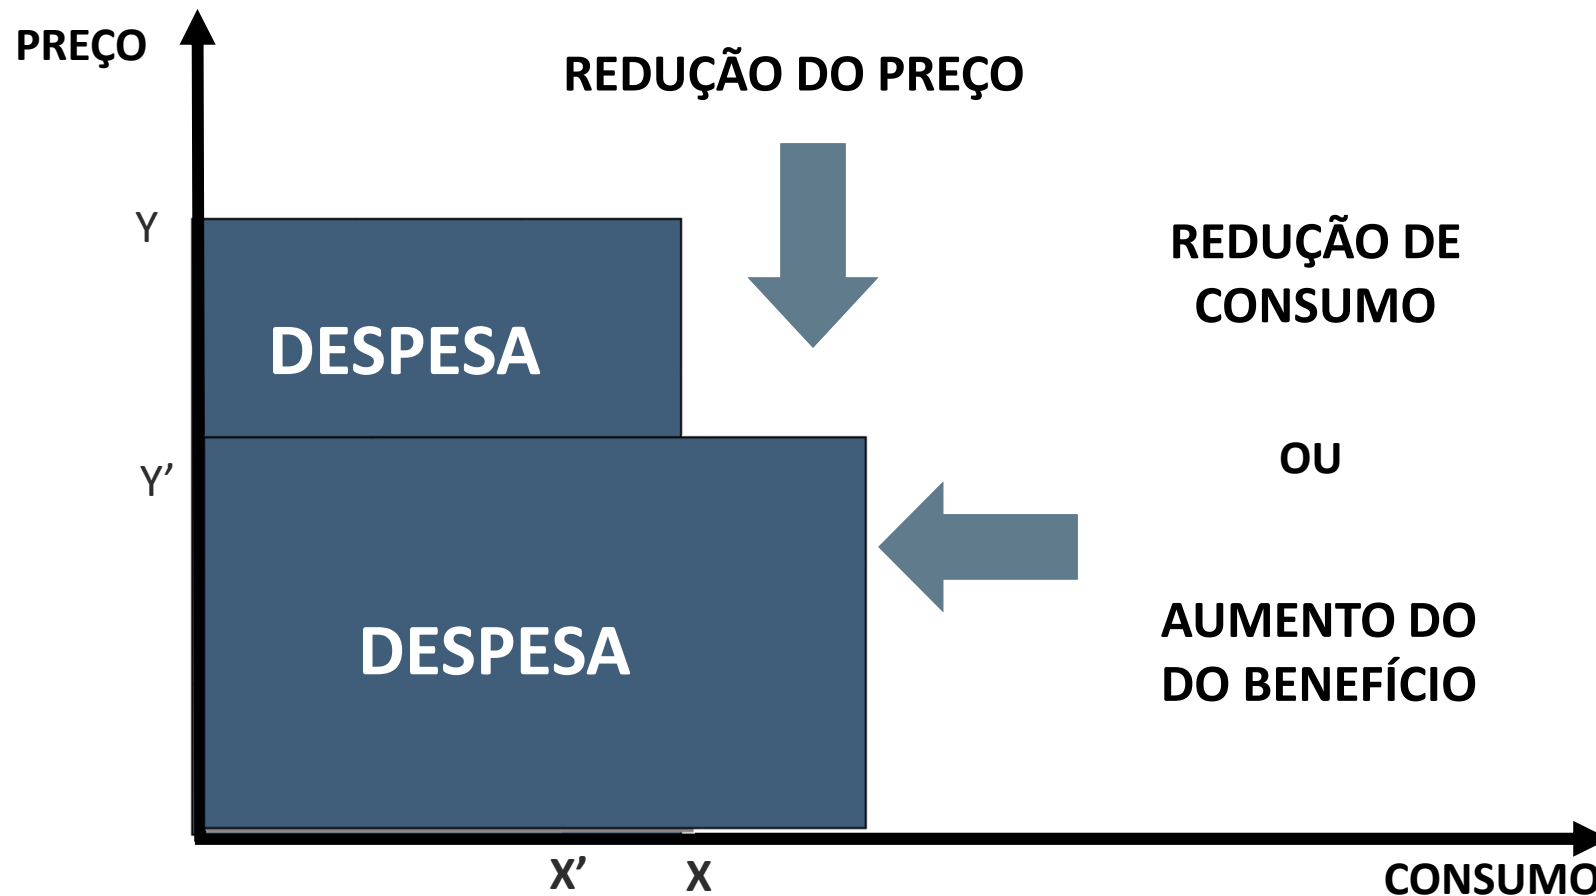 PREÇO
REDUÇÃO DO PREÇO
Y
REDUÇÃO DE
CONSUMO
DESPESA
OU
Y’
AUMENTO DO
DO BENEFÍCIO
DESPESA
X’
X
CONSUMO